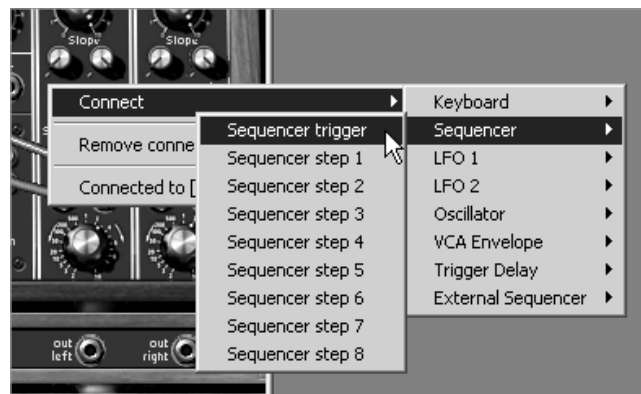 Slope
Slope
Connect
Remove conne
Connected to [
Keyboard
Sequencer
LFO 1
LFO 2
Oscillator
VCA Envelope
Trigger Delay
External Sequencer
Sequencer trigger
Sequencer step 1
Sequencer step 2
Sequencer step 3
Sequencer step 4
Sequencer step 5
Sequencer step 6
Sequencer step 7
Sequencer step 8
out left
out right